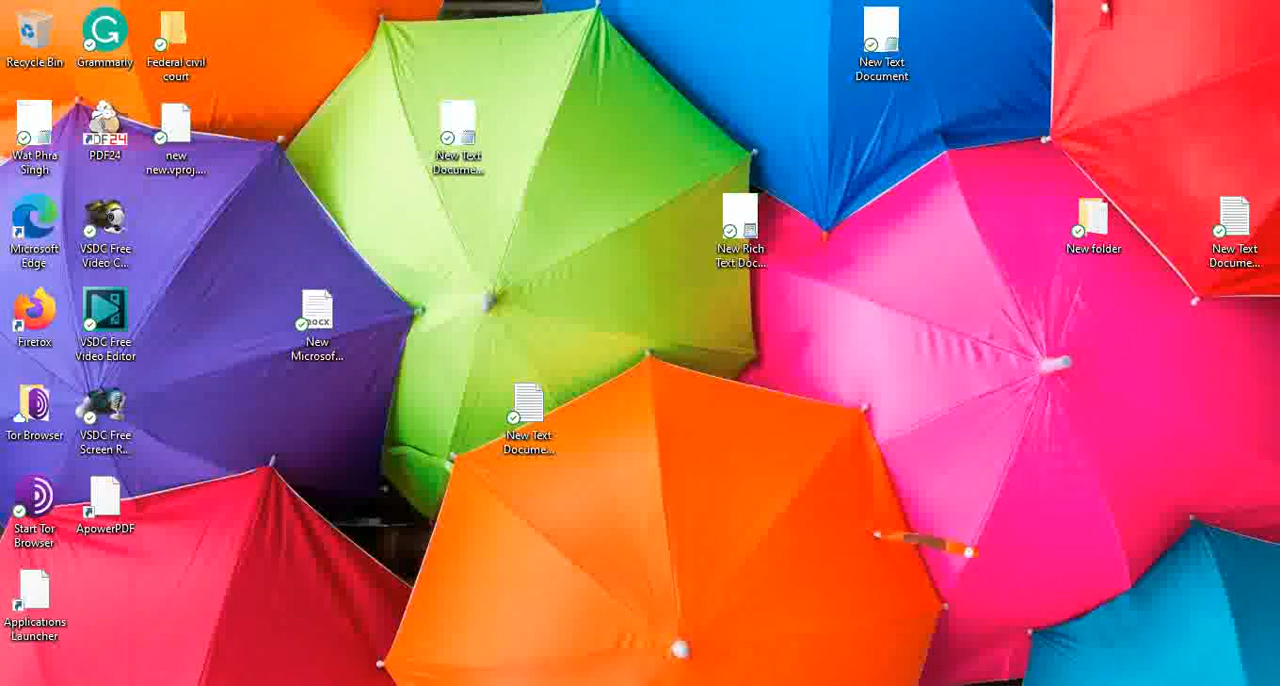 Recycle Bin
Grammarly
Federal civil
court
New Text
Document
Wat Phra
Singh
PDF24
new
new.vproj....
New Text
Docume...
Microsoft
Edge
VSDC Free
Video C...
New Rich
Text Doc...
New folder
New Text
Docume...
Firefox
VSDC Free
Video Editor
.ocx
New
Microsof...
Tor Browser
VSDC Free
Screen R...
New Text
Docume...
Start Tor
Browser
ApowerPDF
Applications
Launcher